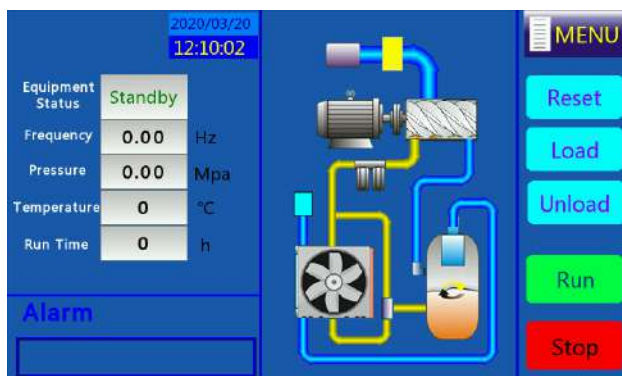 2020/03/20
12:10:02
MENU
Equipment
Status
Standby
Frequency
0.00
Hz
Pressure
0.00
Mpa
Temperature
0
°C
Run Time
0
h
Alarm
Reset
Load
Unload
Run
Stop